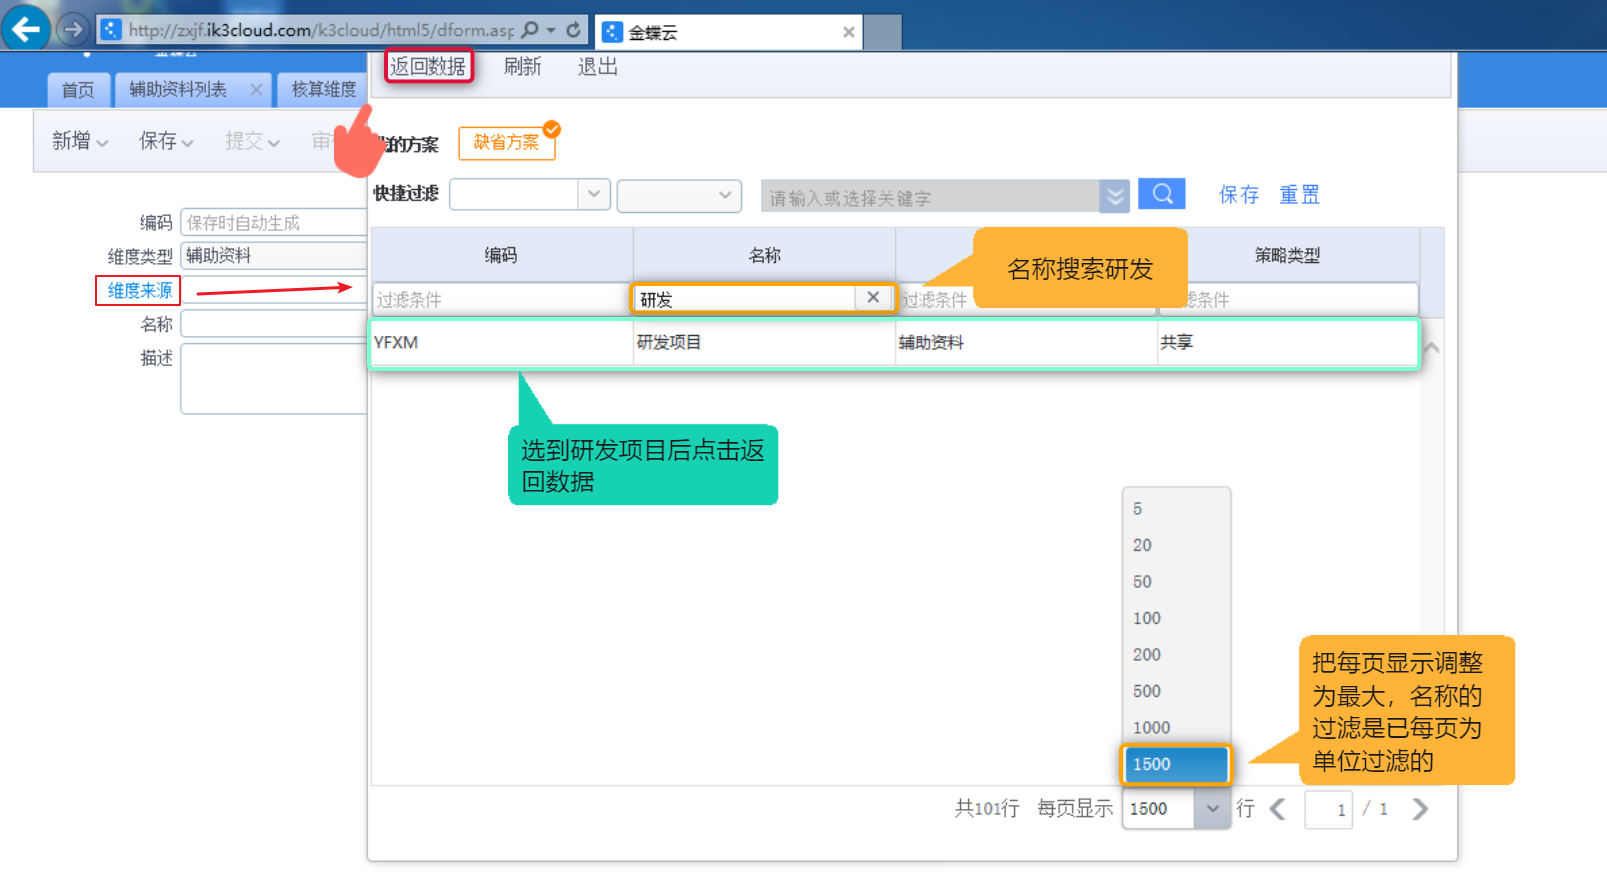 http://zxjf.ik3cloud.com/k3cloud/html5/dform.asp
金蝶云
返回数据 刷新 退出
首页 辅助资料列表 核算维度
新增 保存 提交 审
的方案 缺省方案
快捷过滤 请输入或选择关键字 保存 重置
编码 保存时自动生成
维度类型 辅助资料
维度来源
名称
描述
编码 名称 策略类型
名称搜索研发
过滤条件 研发 过滤条件 条件
YFXM 研发项目 辅助资料 共享
选到研发项目后点击返
回数据
5
20
50
100
200
500
1000
1500
把每页显示调整
为最大，名称的
过滤是已每页为
单位过滤的
共101行 每页显示 1500 行 1 / 1